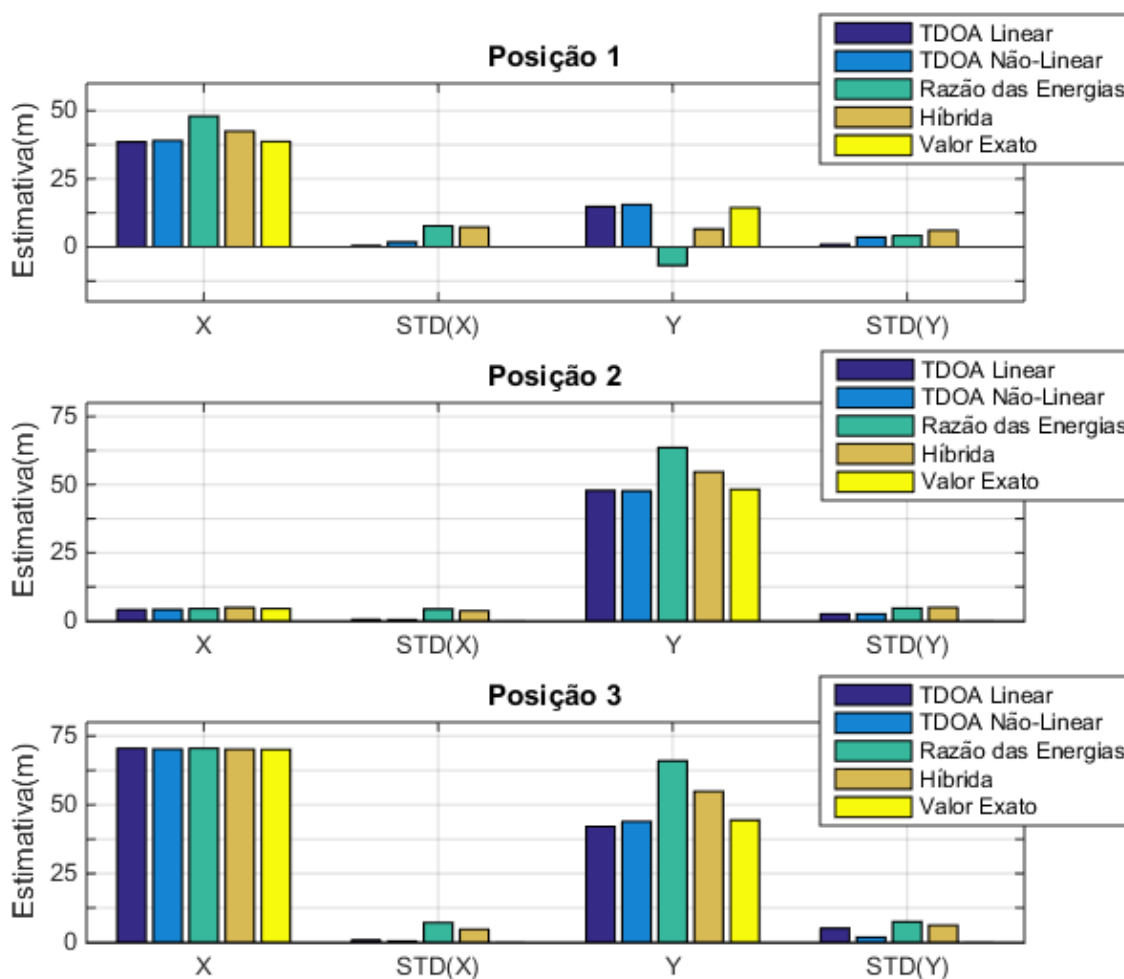 Posição 1
TDOA Linear
TDOA Não-Linear
Razão das Energias
Híbrida
Valor Exato
Estimativa(m)
50
25
0
X STD(X) Y STD(Y)
Posição 2
TDOA Linear
TDOA Não-Linear
Razão das Energias
Híbrida
Valor Exato
Estimativa(m)
75
50
25
0
X STD(X) Y STD(Y)
Posição 3
TDOA Linear
TDOA Não-Linear
Razão das Energias
Híbrida
Valor Exato
Estimativa(m)
75
50
25
0
X STD(X) Y STD(Y)